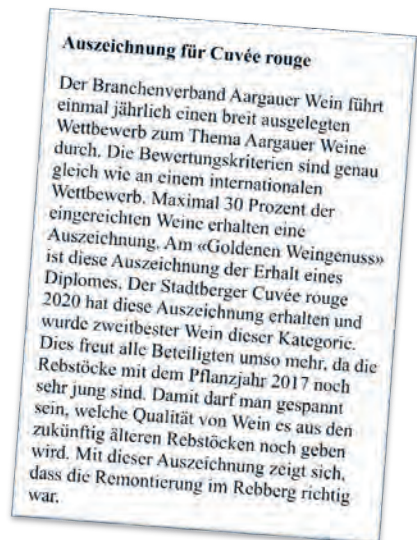 Auszeichnung für Cuvée rouge
Der Branchenverband Aargauer Wein führt
einmal jährlich einen breit ausgelegten
Wettbewerb zum Thema Aargauer Weine
durch. Die Bewertungskriterien sind genau
gleich wie an einem internationalen
Wettbewerb. Maximal 30 Prozent der
eingereichten Weine erhalten eine
Auszeichnung. Am «Goldenen Weingenuss»
ist diese Auszeichnung der Erhalt eines
Diplomes. Der Stadtberger Cuvée rouge
2020 hat diese Auszeichnung erhalten und
wurde zweitbester Wein dieser Kategorie.
Dies freut alle Beteiligten umso mehr, da die
Rebstöcke mit dem Pflanzjahr 2017 noch
sehr jung sind. Damit darf man gespannt
sein, welche Qualität von Wein es aus den
zukünftig älteren Rebstöcken noch geben
wird. Mit dieser Auszeichnung zeigt sich,
dass die Remontierung im Rebberg richtig
war.